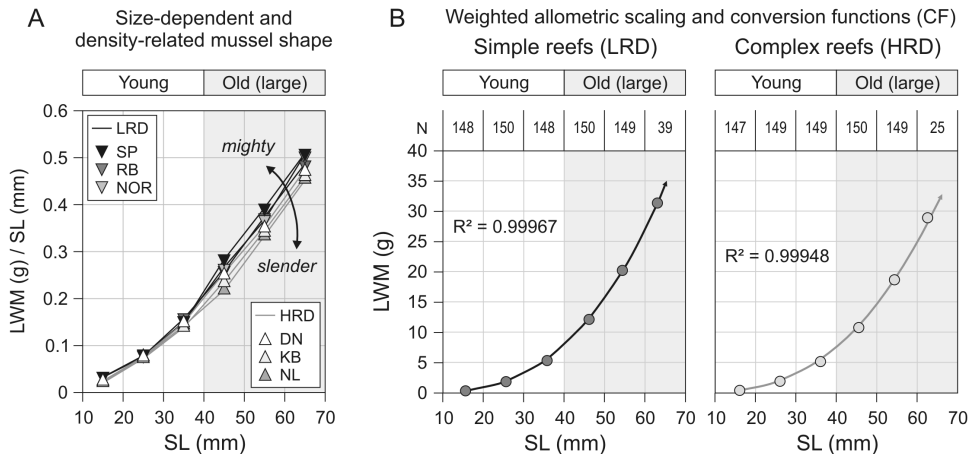 A
Size-dependent and
density-related mussel shape
Young
Old (large)
0.6
0.5
0.4
0.3
0.2
0.1
0
LWM (g) / SL (mm)
LRD
SP
RB
NOR
mighty
slender
HRD
DN
KB
NL
10 20 30 40 50 60 70
SL (mm)
B
Weighted allometric scaling and conversion functions (CF)
Simple reefs (LRD)
Young
Old (large)
N
148 150 148 150 149 39
40
35
30
25
20
15
10
5
0
LWM (g)
R² = 0.99967
10 20 30 40 50 60 70
SL (mm)
Complex reefs (HRD)
Young
Old (large)
147 149 149 150 149 25
R² = 0.99948
10 20 30 40 50 60 70
SL (mm)